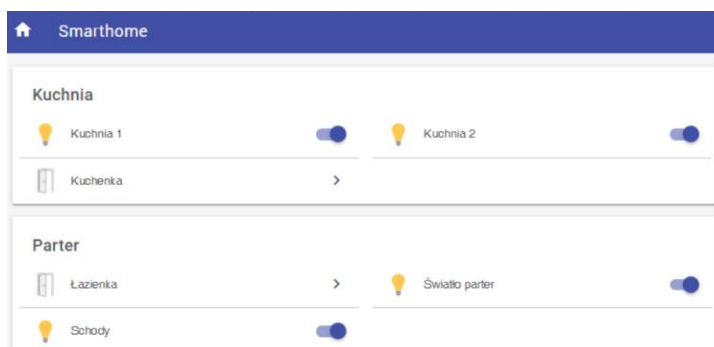 Smarthome
Kuchnia
Kuchnia 1
Kuchnia 2
Kuchenka
Parter
Łazienka
Światło parter
Schody